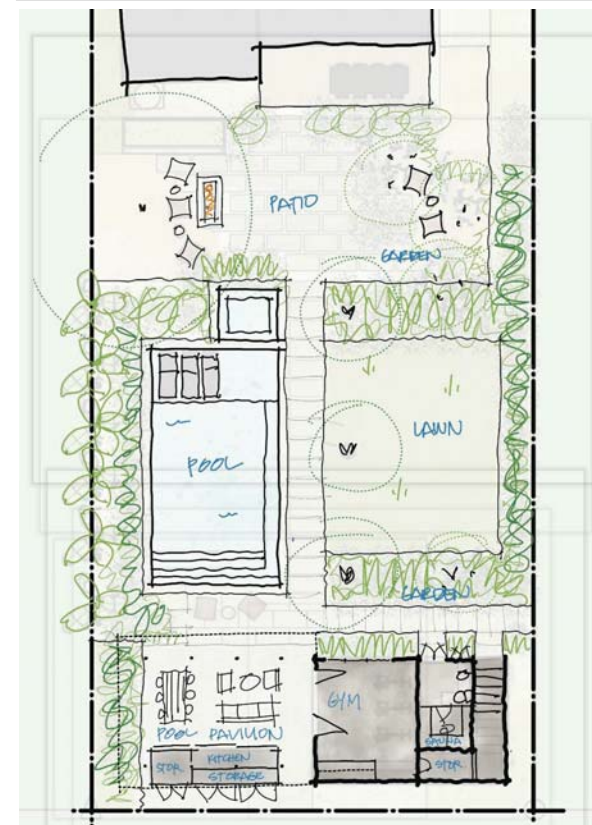 PATIO
GARDEN
LAWN
POOL
GARDEN
GYM
POOL PAVILION
SAUNA
STOR.
KITCHEN
STORAGE
STOR.